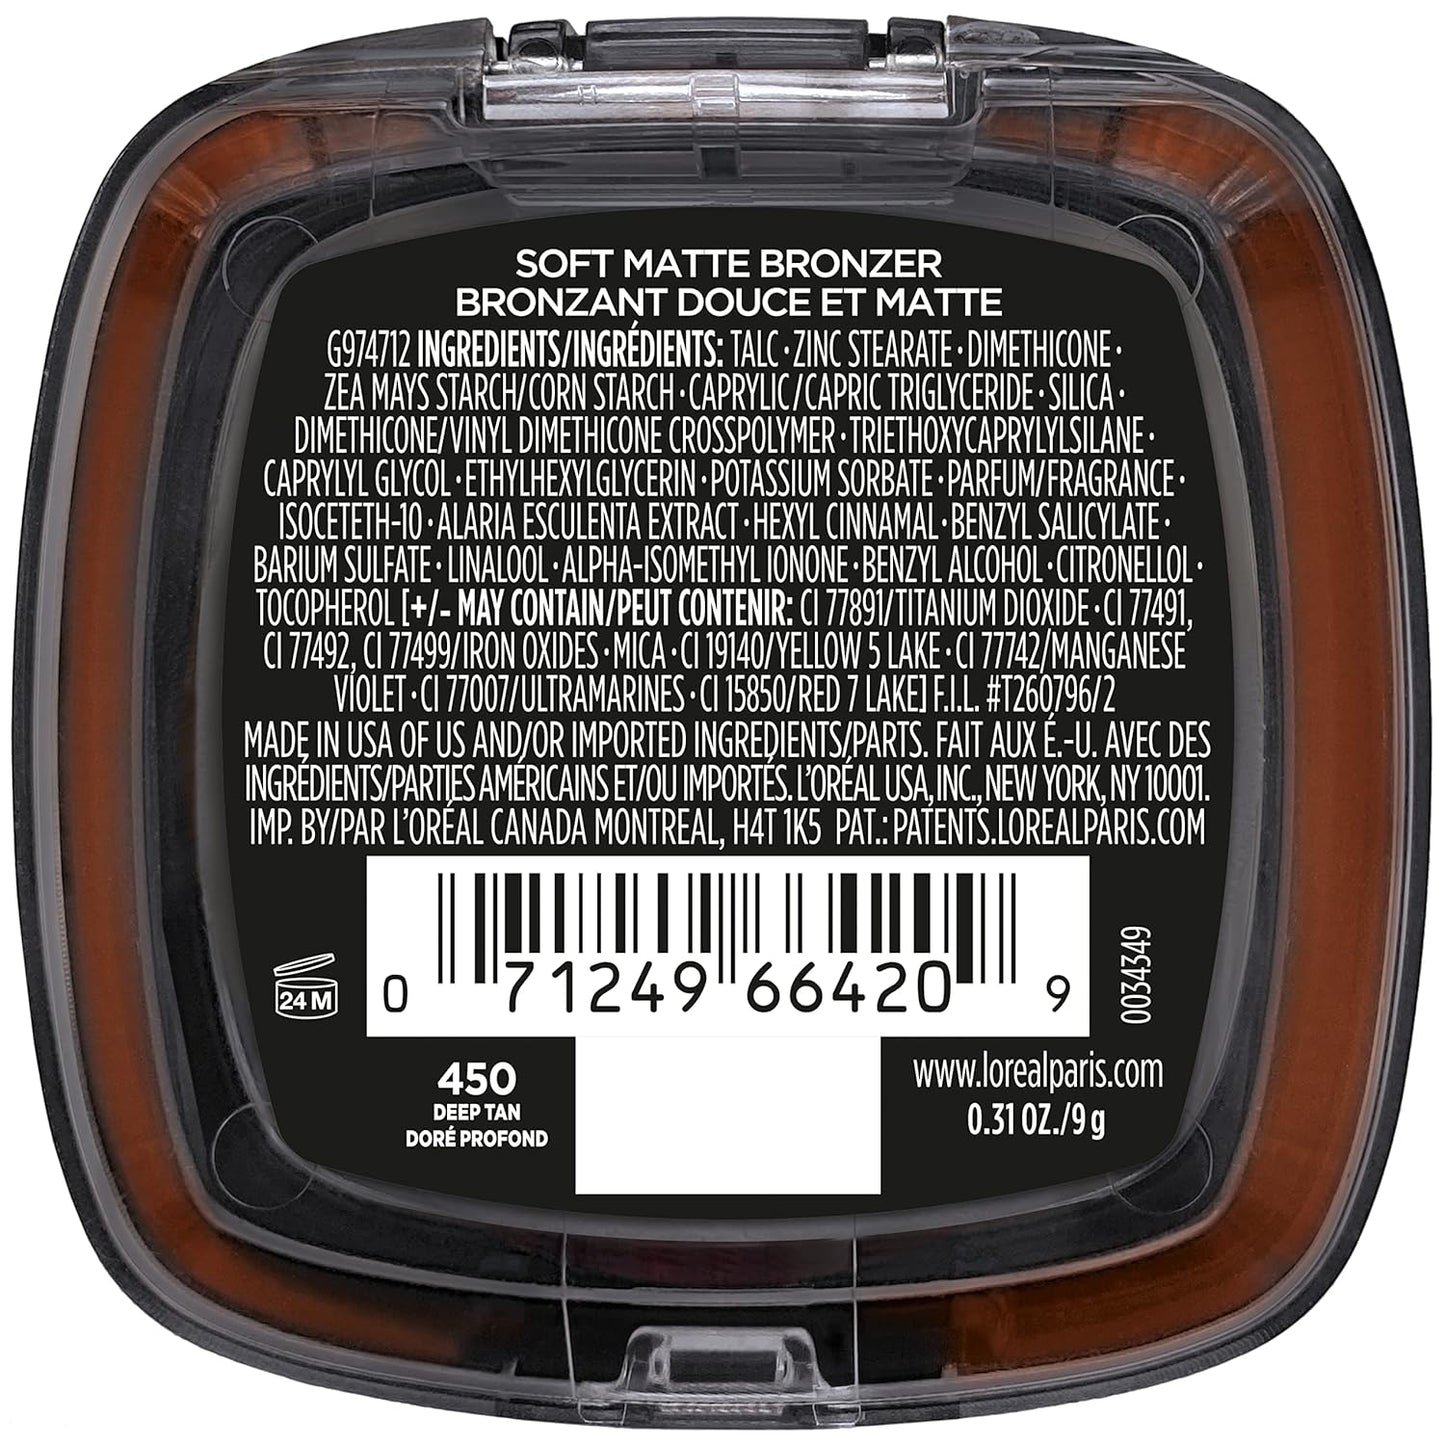 SOFT MATTE BRONZER
BRONZANT DOUCE ET MATTE
G974712 INGREDIENTS/INGRÉDIENTS: TALC • ZINC STEARATE • DIMETHICONE •
ZEA MAYS STARCH/CORN STARCH • CAPRYLIC/CAPRIC TRIGLYCERIDE • SILICA •
DIMETHICONE/VINYL DIMETHICONE CROSSPOLYMER • TRIETHOXYCAPRYLYLSILANE •
CAPRYLYL GLYCOL • ETHYLHEXYLGLYCERIN • POTASSIUM SORBATE • PARFUM/FRAGRANCE •
ISOCETETH-10 • ALARIA ESCULENTA EXTRACT • HEXYL CINNAMAL • BENZYL SALICYLATE •
BARIUM SULFATE • LINALOOL • ALPHA-ISOMETHYL IONONE • BENZYL ALCOHOL • CITRONELLOL •
TOCOPHEROL [+/- MAY CONTAIN/PEUT CONTENIR: CI 77891/TITANIUM DIOXIDE • CI 77491,
CI 77492, CI 77499/IRON OXIDES • MICA • CI 19140/YELLOW 5 LAKE • CI 77742/MANGANESE
VIOLET • CI 77007/ULTRAMARINES • CI 15850/RED 7 LAKE] F.I.L. #T260796/2
MADE IN USA OF US AND/OR IMPORTED INGREDIENTS/PARTS. FAIT AUX É.-U. AVEC DES
INGRÉDIENTS/PARTIES AMÉRICAINS ET/OU IMPORTÉS. L'ORÉAL USA, INC., NEW YORK, NY 10001.
IMP. BY/PAR L'ORÉAL CANADA MONTREAL, H4T 1K5 PAT.: PATENTS.LOREALPARIS.COM
24 M
0 71249 66420 9
0034349
450
DEEP TAN
DORÉ PROFOND
www.lorealparis.com
0.31 OZ./9 g